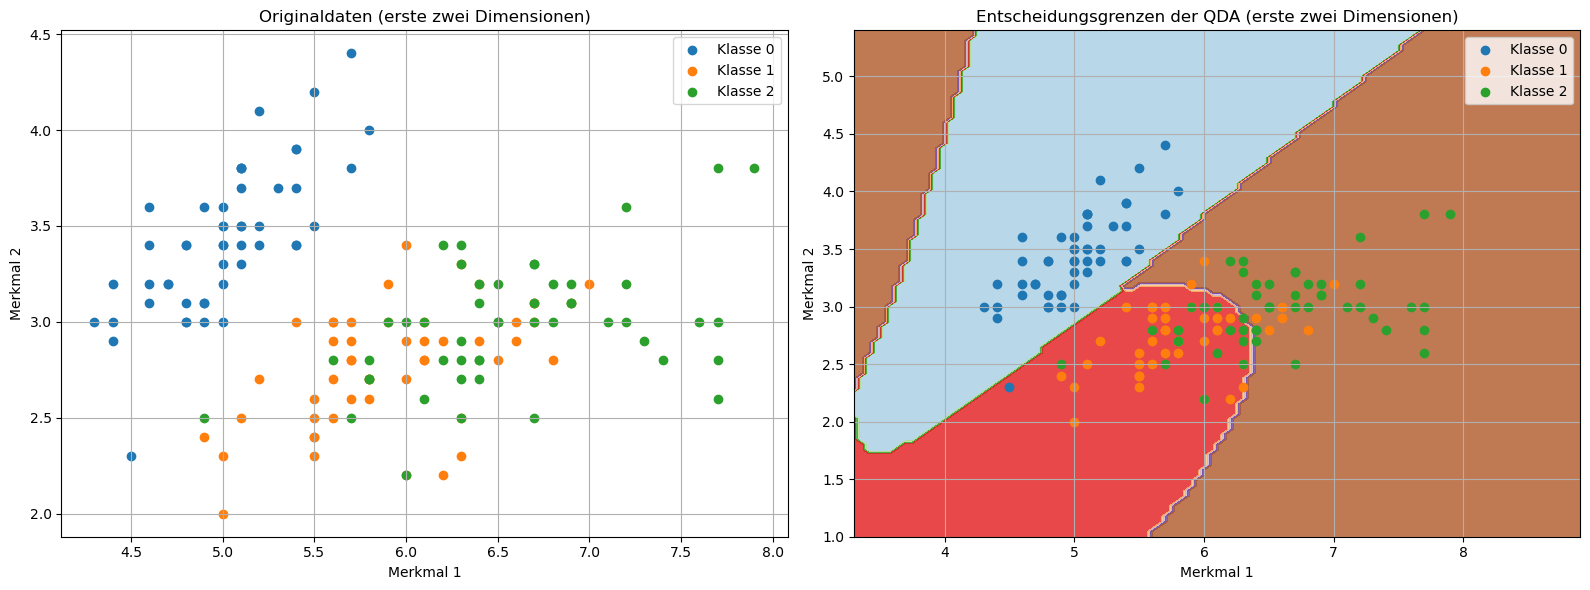 Originaldaten (erste zwei Dimensionen)
4.5
4.0
3.5
3.0
2.5
2.0
Merkmal 2
Klasse 0
Klasse 1
Klasse 2
4.5
5.0
5.5
6.0
6.5
7.0
7.5
8.0
Merkmal 1
Entscheidungsgrenzen der QDA (erste zwei Dimensionen)
5.0
4.5
4.0
3.5
3.0
2.5
2.0
1.5
1.0
Merkmal 2
Klasse 0
Klasse 1
Klasse 2
4
5
6
7
8
Merkmal 1